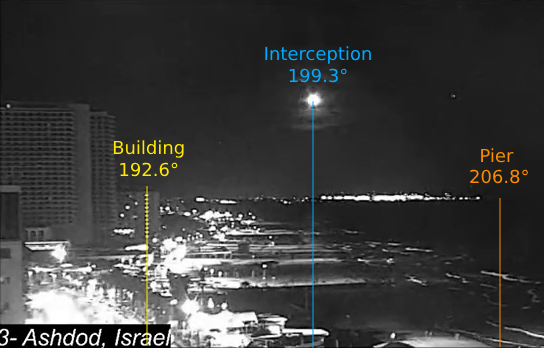 Interception
199.3°
Building
192.6°
Pier
206.8°
3- Ashdod, Israel